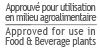 Approuvé pour utilisation
en milieu agroalimentaire
Approved for use in
Food & Beverage plants